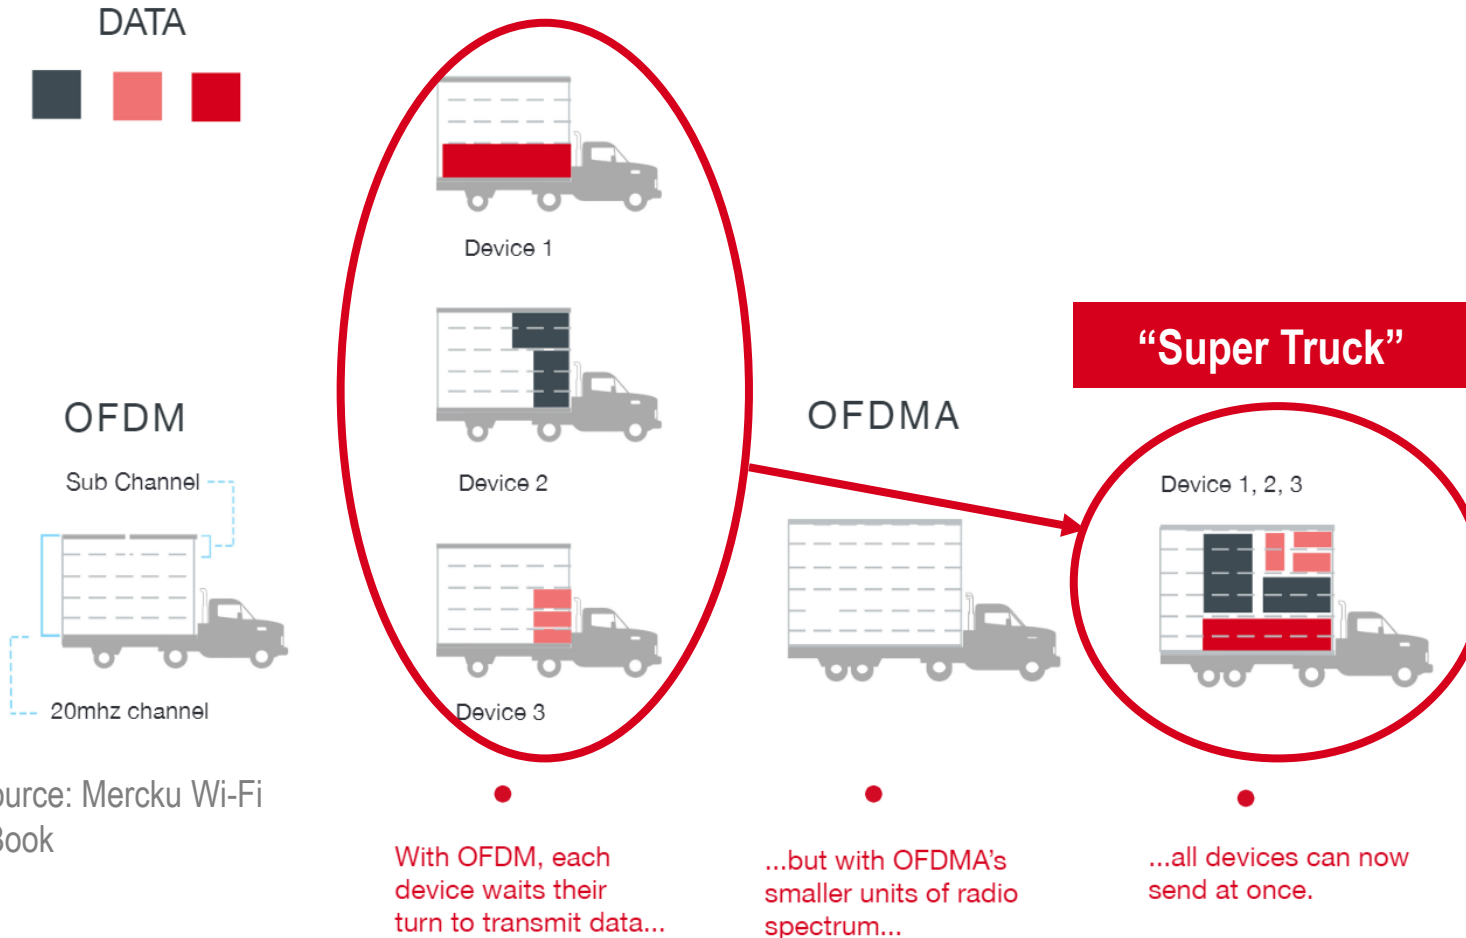 DATA
Device 1
"Super Truck"
OFDM
OFDMA
Sub Channel
Device 2
Device 1, 2, 3
20mhz channel
Device 3
Mercku Wi-Fi
With OFDM, each
device waits their
turn to transmit data...
...but with OFDMA's
smaller units of radio
spectrum...
...all devices can now
send at once.